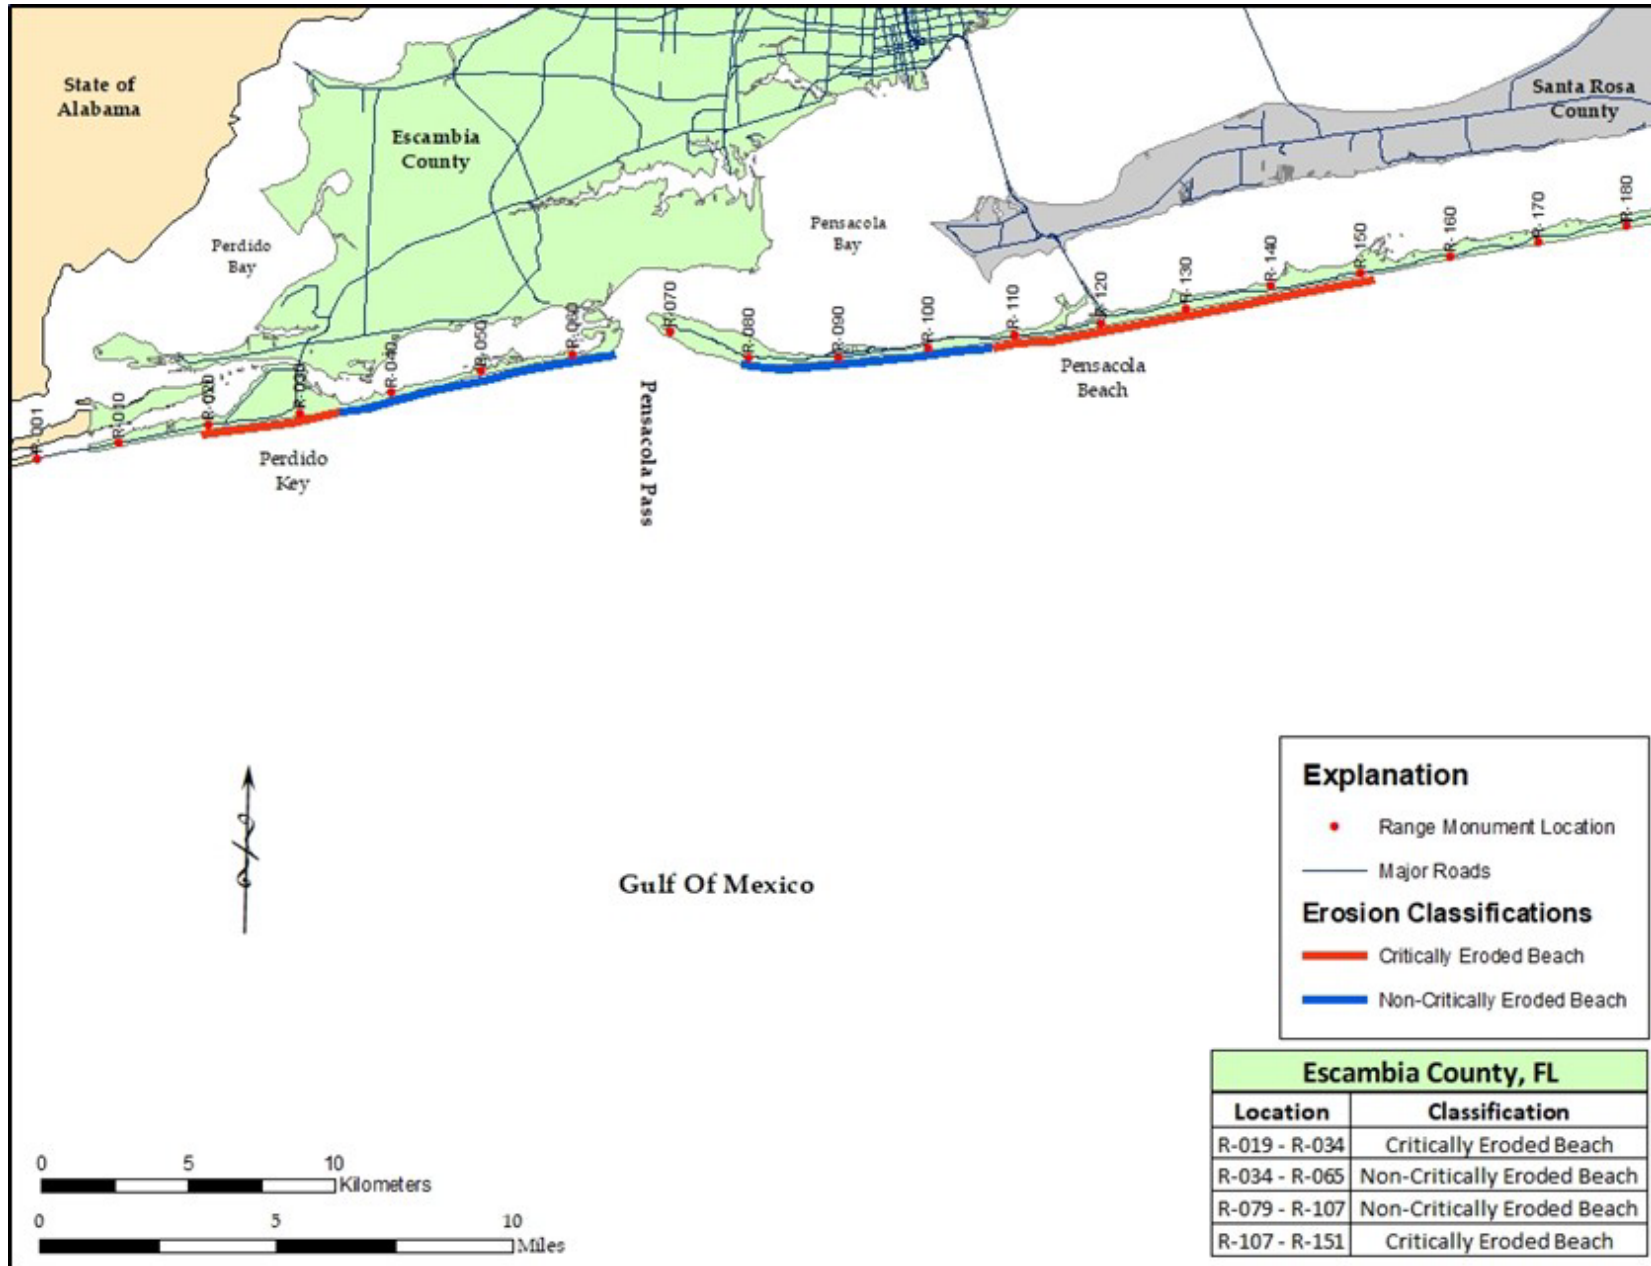 State of
Alabama
Escambia
County
Santa Rosa
County
Perdido
Bay
Pensacola
Bay
R-001
R-010
R-020
R-030
R-040
R-050
R-060
R-070
R-080
R-090
R-100
R-110
R-120
R-130
R-140
R-150
R-160
R-170
R-180
Perdido
Key
Pensacola Pass
Pensacola
Beach
Gulf Of Mexico
Explanation
Range Monument Location
Major Roads
Erosion Classifications
Critically Eroded Beach
Non-Critically Eroded Beach
Escambia County, FL
Location Classification
R-019 - R-034 Critically Eroded Beach
R-034 - R-065 Non-Critically Eroded Beach
R-079 - R-107 Non-Critically Eroded Beach
R-107 - R-151 Critically Eroded Beach
0 5 10
Kilometers
0 5 10
Miles